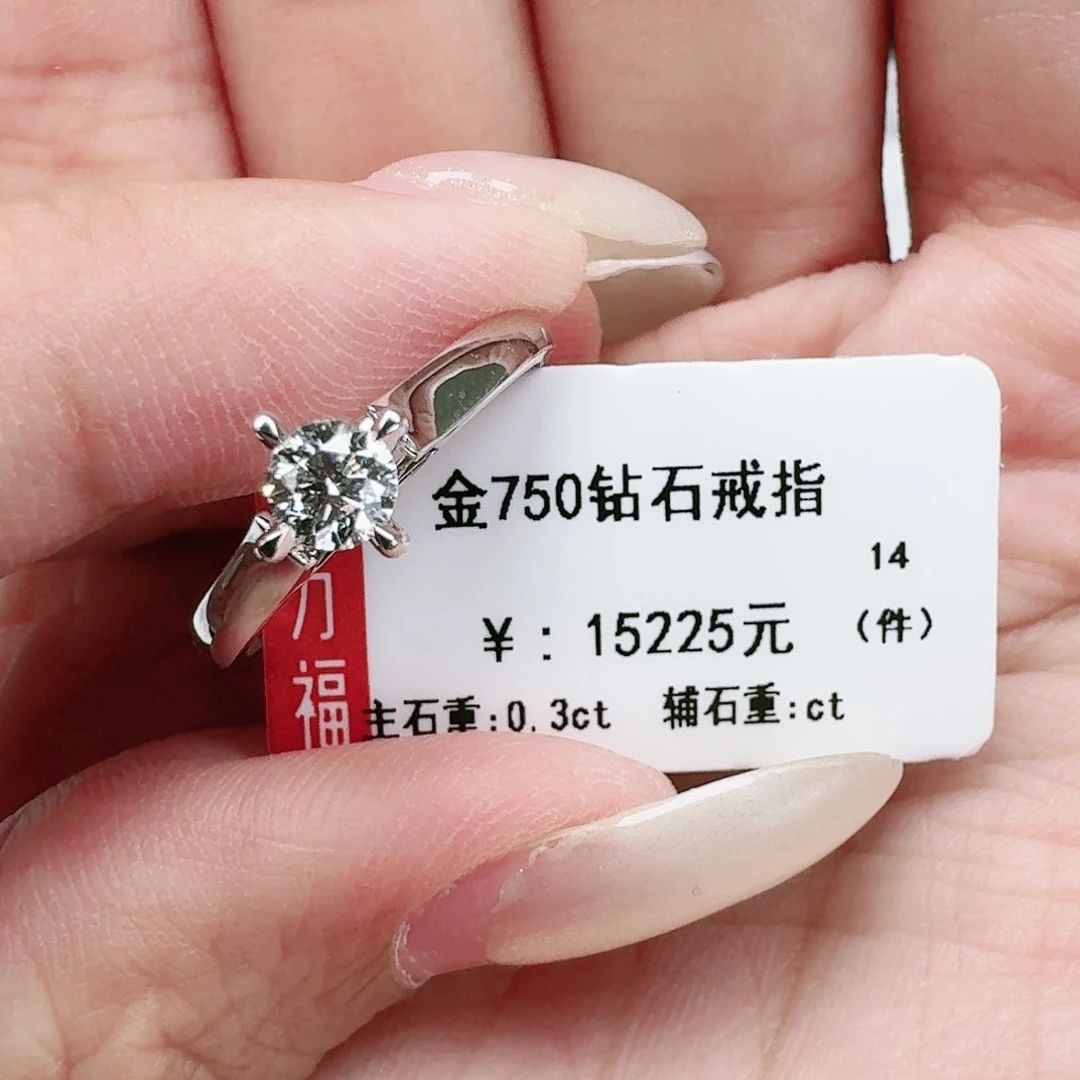 金750钻石戒指
14
¥：15225元
（件）
主石重:0.3ct 辅石重:ct
福